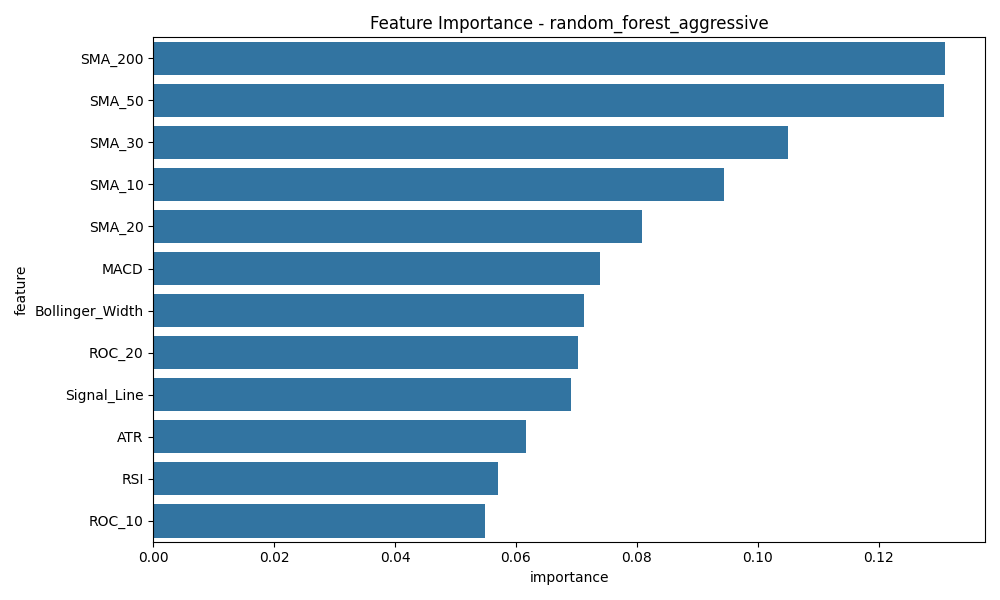 Feature Importance - random_forest_aggressive
feature
SMA_200
SMA_50
SMA_30
SMA_10
SMA_20
MACD
Bollinger_Width
ROC_20
Signal_Line
ATR
RSI
ROC_10
0.00 0.02 0.04 0.06 0.08 0.10 0.12
importance